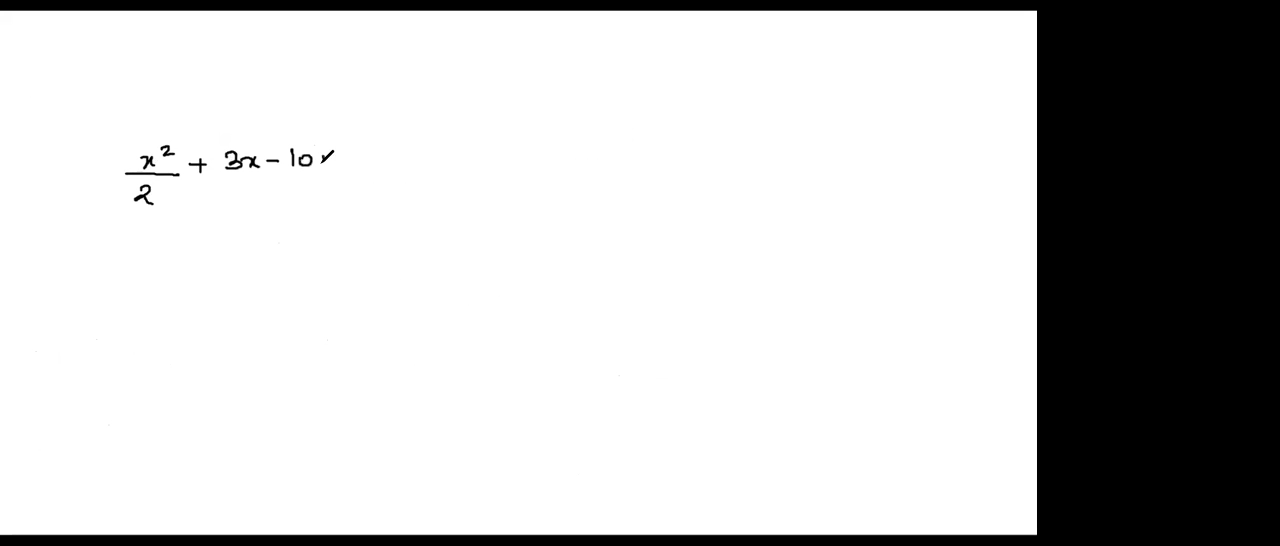 x²/2 + 3x - 10 ✓